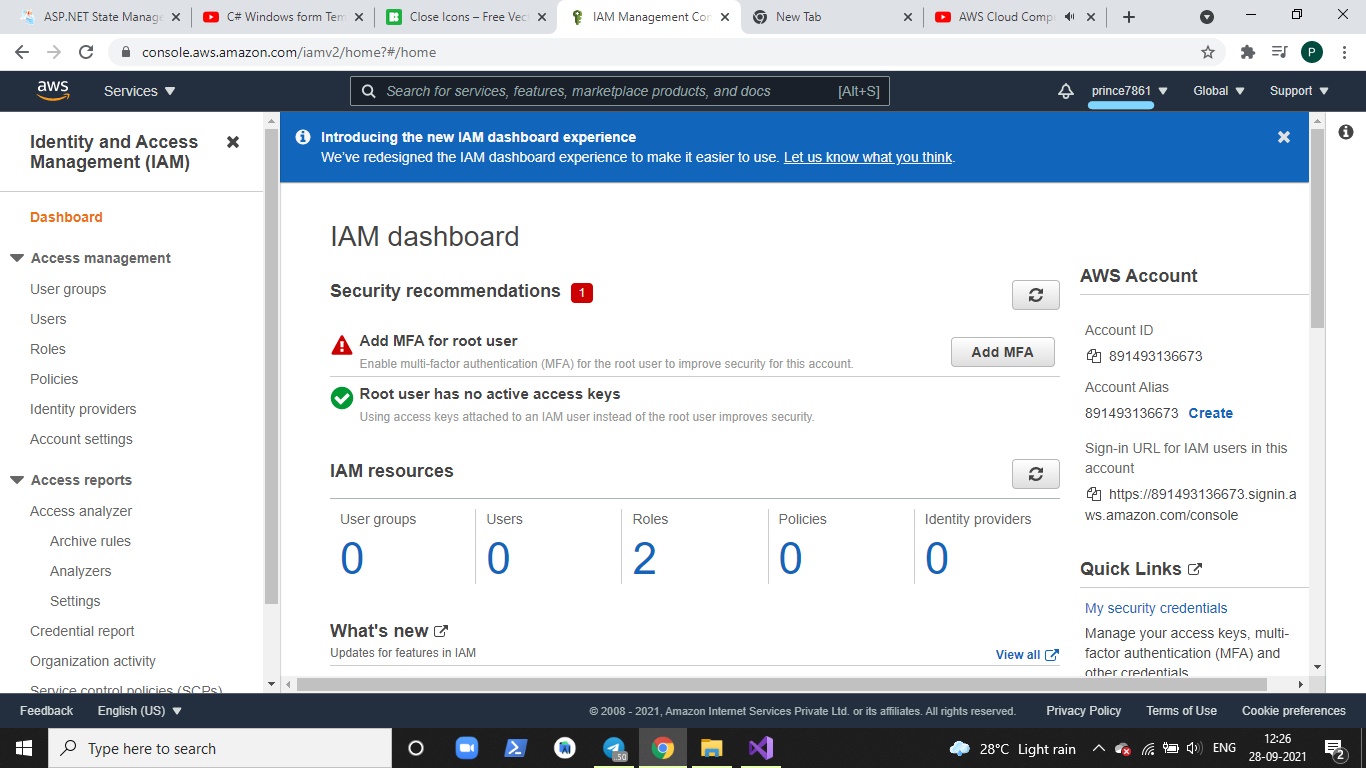 ASP.NET State Manage
C# Windows form Tem
Close Icons – Free Vect
IAM Management Con
New Tab
AWS Cloud Comp
console.aws.amazon.com/iamv2/home?#/home
P
aws
Services
Search for services, features, marketplace products, and docs
[Alt+S]
prince7861
Global
Support
Identity and Access
Management (IAM)
Dashboard
Access management
User groups
Users
Roles
Policies
Identity providers
Account settings
Access reports
Access analyzer
Archive rules
Analyzers
Settings
Credential report
Organization activity
Service control policies (SCPs)
Introducing the new IAM dashboard experience
We've redesigned the IAM dashboard experience to make it easier to use. Let us know what you think.
IAM dashboard
Security recommendations 1
Add MFA for root user
Enable multi-factor authentication (MFA) for the root user to improve security for this account.
Add MFA
Root user has no active access keys
Using access keys attached to an IAM user instead of the root user improves security.
IAM resources
User groups
0
Users
0
Roles
2
Policies
0
Identity providers
0
What's new
Updates for features in IAM
View all
AWS Account
Account ID
891493136673
Account Alias
891493136673 Create
Sign-in URL for IAM users in this
account
https://891493136673.signin.a
ws.amazon.com/console
Quick Links
My security credentials
Manage your access keys, multi-
factor authentication (MFA) and
other credentials
Feedback
English (US)
© 2008 - 2021, Amazon Internet Services Private Ltd. or its affiliates. All rights reserved.
Privacy Policy
Terms of Use
Cookie preferences
Type here to search
.50
28°C Light rain
ENG
12:26
28-09-2021
2